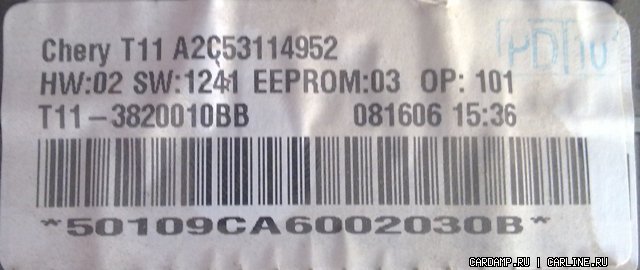 Chery T11 A2C53114952
PDT10
HW:02 SW:1241 EEPROM:03 OP: 101
T11-3820010BB 081606 15:36
*50109CA6002030B*
CARDAMP.RU | CARLINE.RU